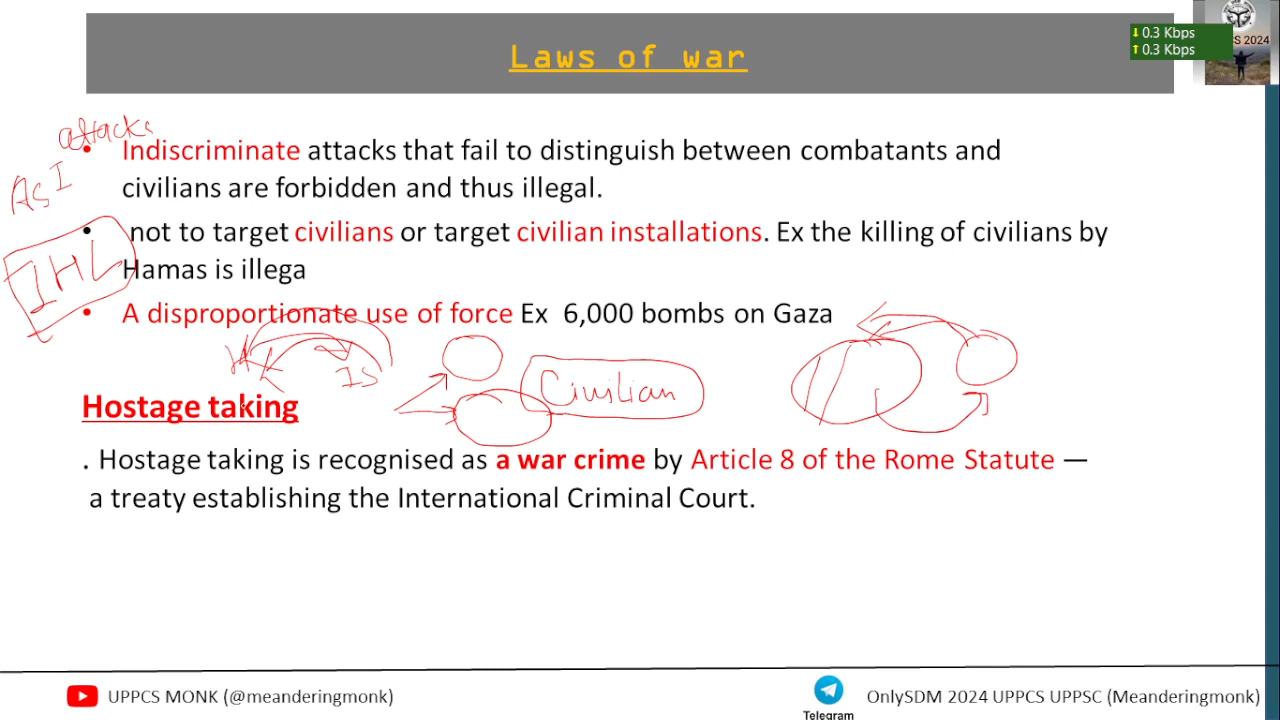 Laws of war
↓ 0.3 Kbps
↑ 0.3 Kbps
CS 2024
attacks
• Indiscriminate attacks that fail to distinguish between combatants and
civilians are forbidden and thus illegal.
IHL
• not to target civilians or target civilian installations. Ex the killing of civilians by
Hamas is illega
• A disproportionate use of force Ex 6,000 bombs on Gaza
H
Is
Civilian
Hostage taking
. Hostage taking is recognised as a war crime by Article 8 of the Rome Statute —
a treaty establishing the International Criminal Court.
UPPCS MONK (@meanderingmonk)
Telegram
OnlySDM 2024 UPPCS UPPSC (Meanderingmonk)